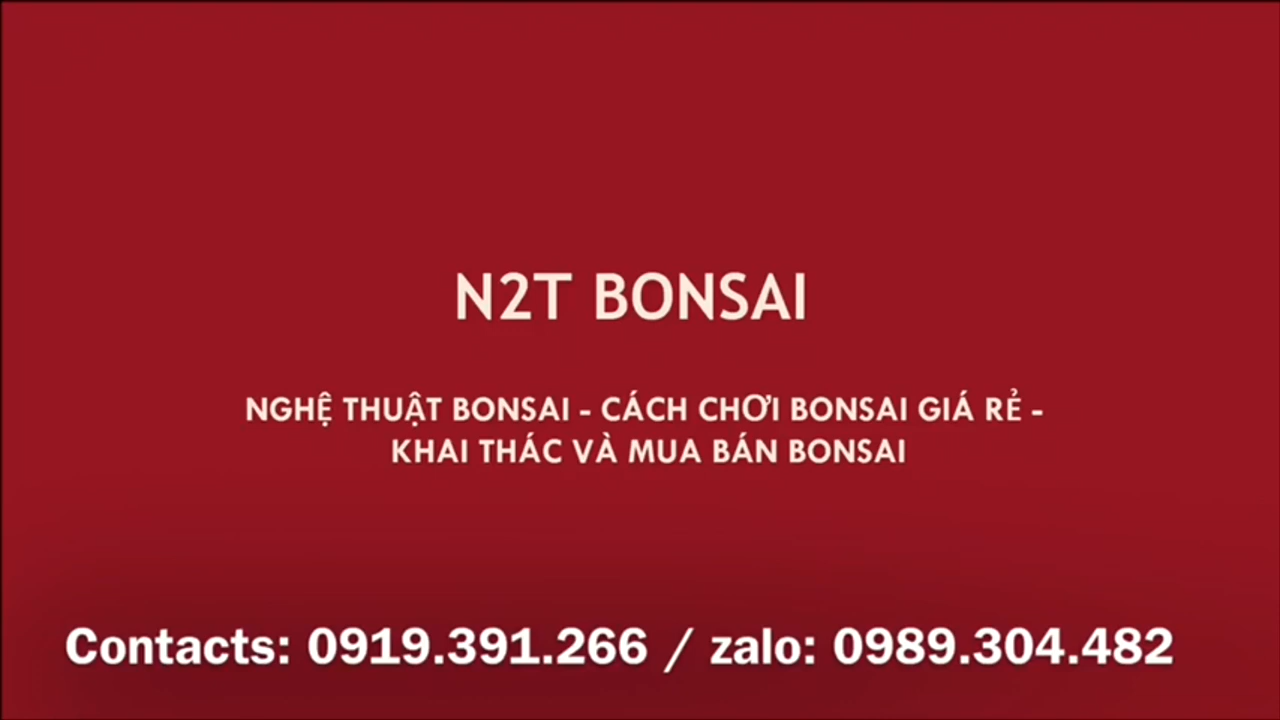 N2T BONSAI
NGHỆ THUẬT BONSAI - CÁCH CHƠI BONSAI GIÁ RẺ -
KHAI THÁC VÀ MUA BÁN BONSAI
Contacts: 0919.391.266 / zalo: 0989.304.482